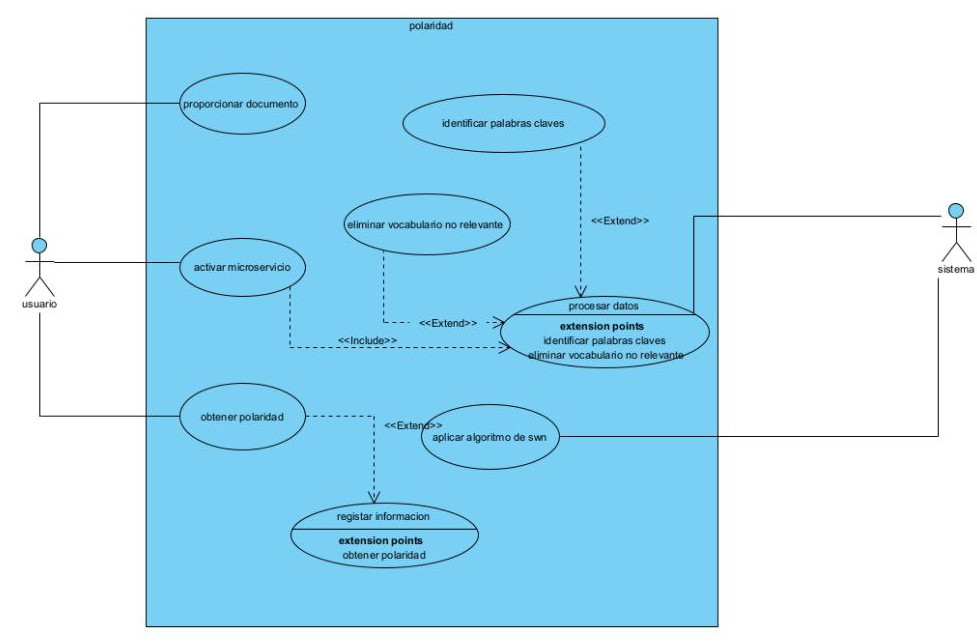 polaridad
proporcionar documento
identificar palabras claves
eliminar vocabulario no relevante
<<Extend>>
activar microservicio
usuario
sistema
procesar datos
extension points
identificar palabras claves
eliminar vocabulario no relevante
<<Extend>>
<<Include>>
obtener polaridad
<<Extend>>
aplicar algoritmo de swn
registar informacion
extension points
obtener polaridad